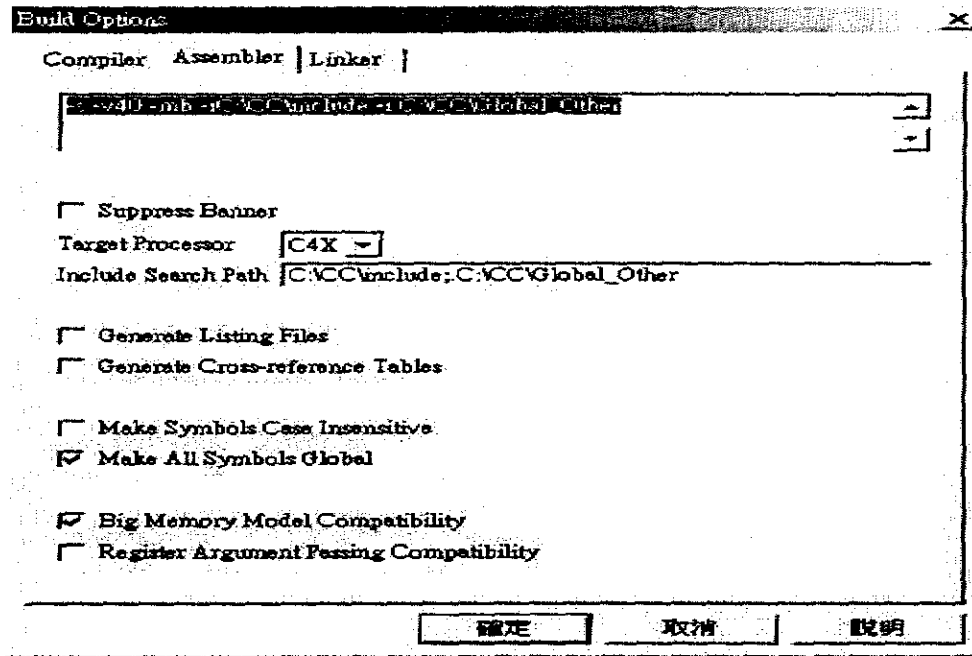 Build Options
Compiler Assembler Linker
-s -v40 -mb -iC:\CC\include -iC:\CC\Global_Other
Suppress Banner
Target Processor C4X
Include Search Path C:\CC\include;C:\CC\Global_Other
Generate Listing Files
Generate Cross-reference Tables
Make Symbols Case Insensitive
Make All Symbols Global
Big Memory Model Compatibility
Register Argument Passing Compatibility
確定 取消 說明